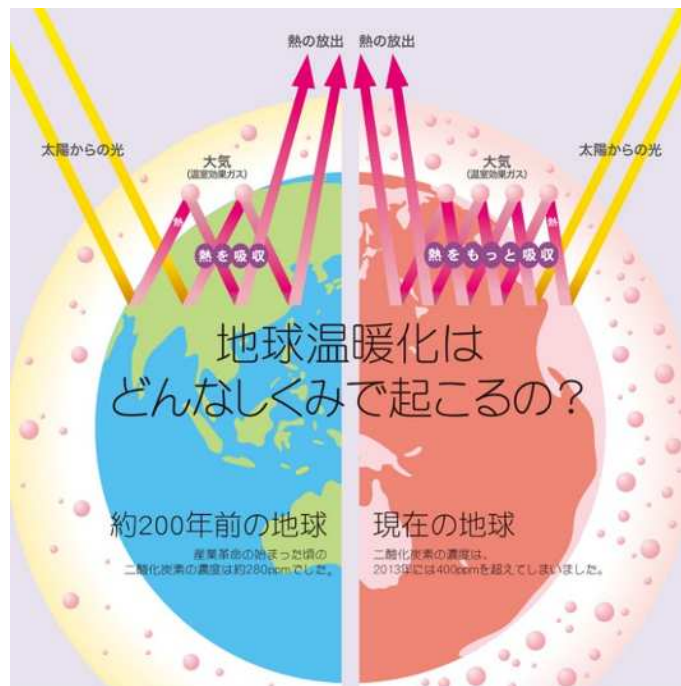 熱の放出
熱の放出
太陽からの光
大気
(温室効果ガス)
熱
熱を吸収
大気
(温室効果ガス)
太陽からの光
熱
熱をもっと吸収
地球温暖化は
どんなしくみで起こるの？
約200年前の地球
産業革命の始まった頃の
二酸化炭素の濃度は約280ppmでした。
現在の地球
二酸化炭素の濃度は、
2013年には400ppmを超えてしまいました。